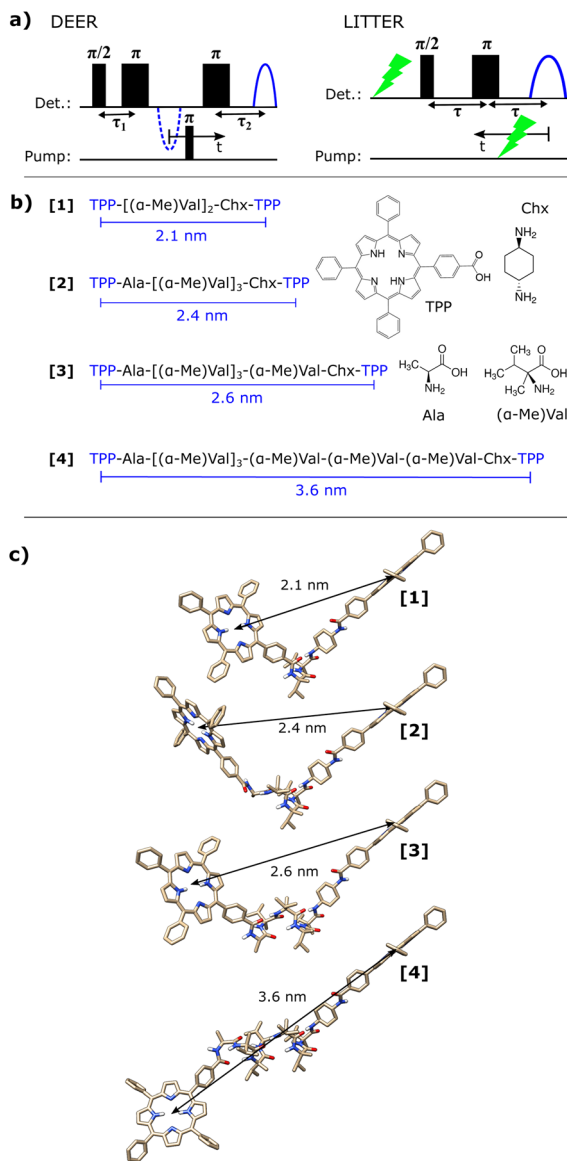 a) DEER LITTER
π/2 π π
Det.:
τ1 τ2
π
t
Pump:
π/2 π
Det.:
τ τ
t
Pump:
b)
[1] TPP-[(α-Me)Val]2-Chx-TPP
2.1 nm
[2] TPP-Ala-[(α-Me)Val]3-Chx-TPP
2.4 nm
[3] TPP-Ala-[(α-Me)Val]3-(α-Me)Val-Chx-TPP
2.6 nm
[4] TPP-Ala-[(α-Me)Val]3-(α-Me)Val-(α-Me)Val-(α-Me)Val-Chx-TPP
3.6 nm
NH N
N HN
O
OH
TPP
Chx
NH2
NH2
O
H3C OH
NH2
Ala
CH3 O
H3C OH
H3C NH2
(α-Me)Val
c)
2.1 nm
[1]
2.4 nm
[2]
2.6 nm
[3]
3.6 nm
[4]